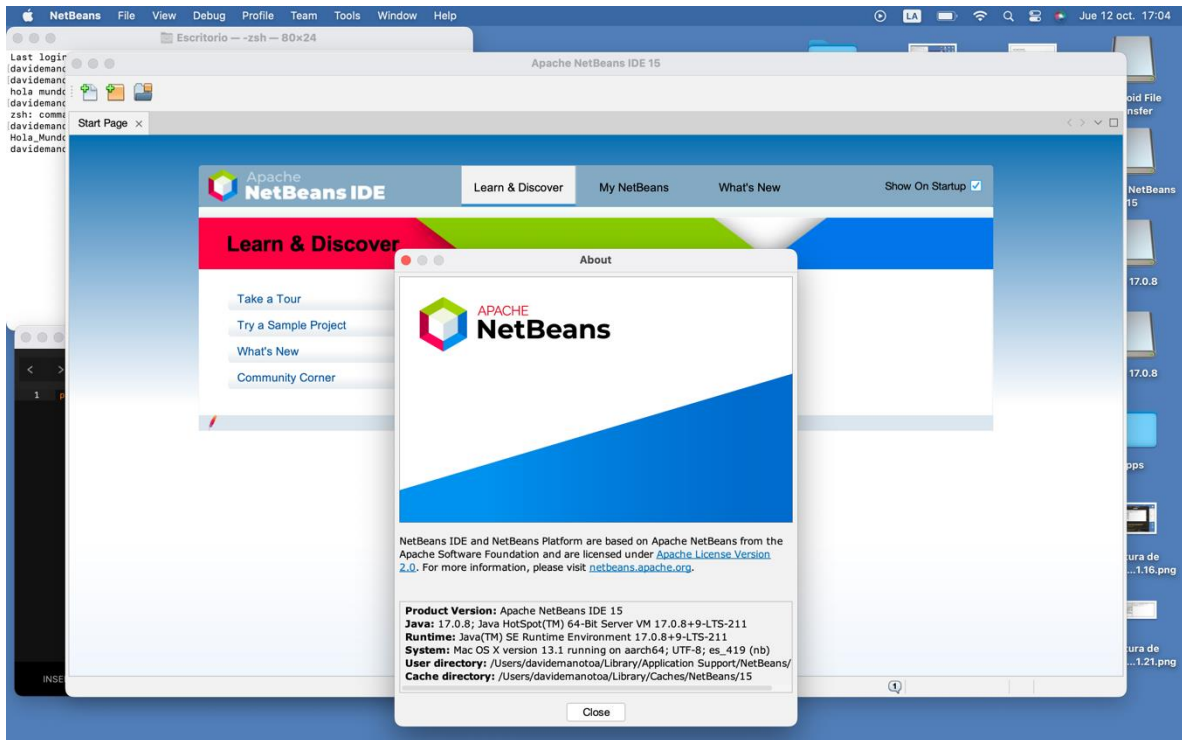 NetBeans File View Debug Profile Team Tools Window Help
LA
Jue 12 oct. 17:04
Escritorio — -zsh — 80×24
Last login
davidemano
davidemano
hola mundo
davidemano
zsh: comma
davidemano
Hola_Mundo
davidemano
Apache NetBeans IDE 15
Start Page
Apache
NetBeans IDE
Learn & Discover My NetBeans What's New
Show On Startup
Learn & Discover
Take a Tour
Try a Sample Project
What's New
Community Corner
About
APACHE
NetBeans
NetBeans IDE and NetBeans Platform are based on Apache NetBeans from the
Apache Software Foundation and are licensed under Apache License Version
2.0. For more information, please visit netbeans.apache.org.
Product Version: Apache NetBeans IDE 15
Java: 17.0.8; Java HotSpot(TM) 64-Bit Server VM 17.0.8+9-LTS-211
Runtime: Java(TM) SE Runtime Environment 17.0.8+9-LTS-211
System: Mac OS X version 13.1 running on aarch64; UTF-8; es_419 (nb)
User directory: /Users/davidemanotoa/Library/Application Support/NetBeans/
Cache directory: /Users/davidemanotoa/Library/Caches/NetBeans/15
Close
1
INSE
1
oid File
nsfer
NetBeans
15
17.0.8
17.0.8
pps
tura de
...1.16.png
tura de
...1.21.png